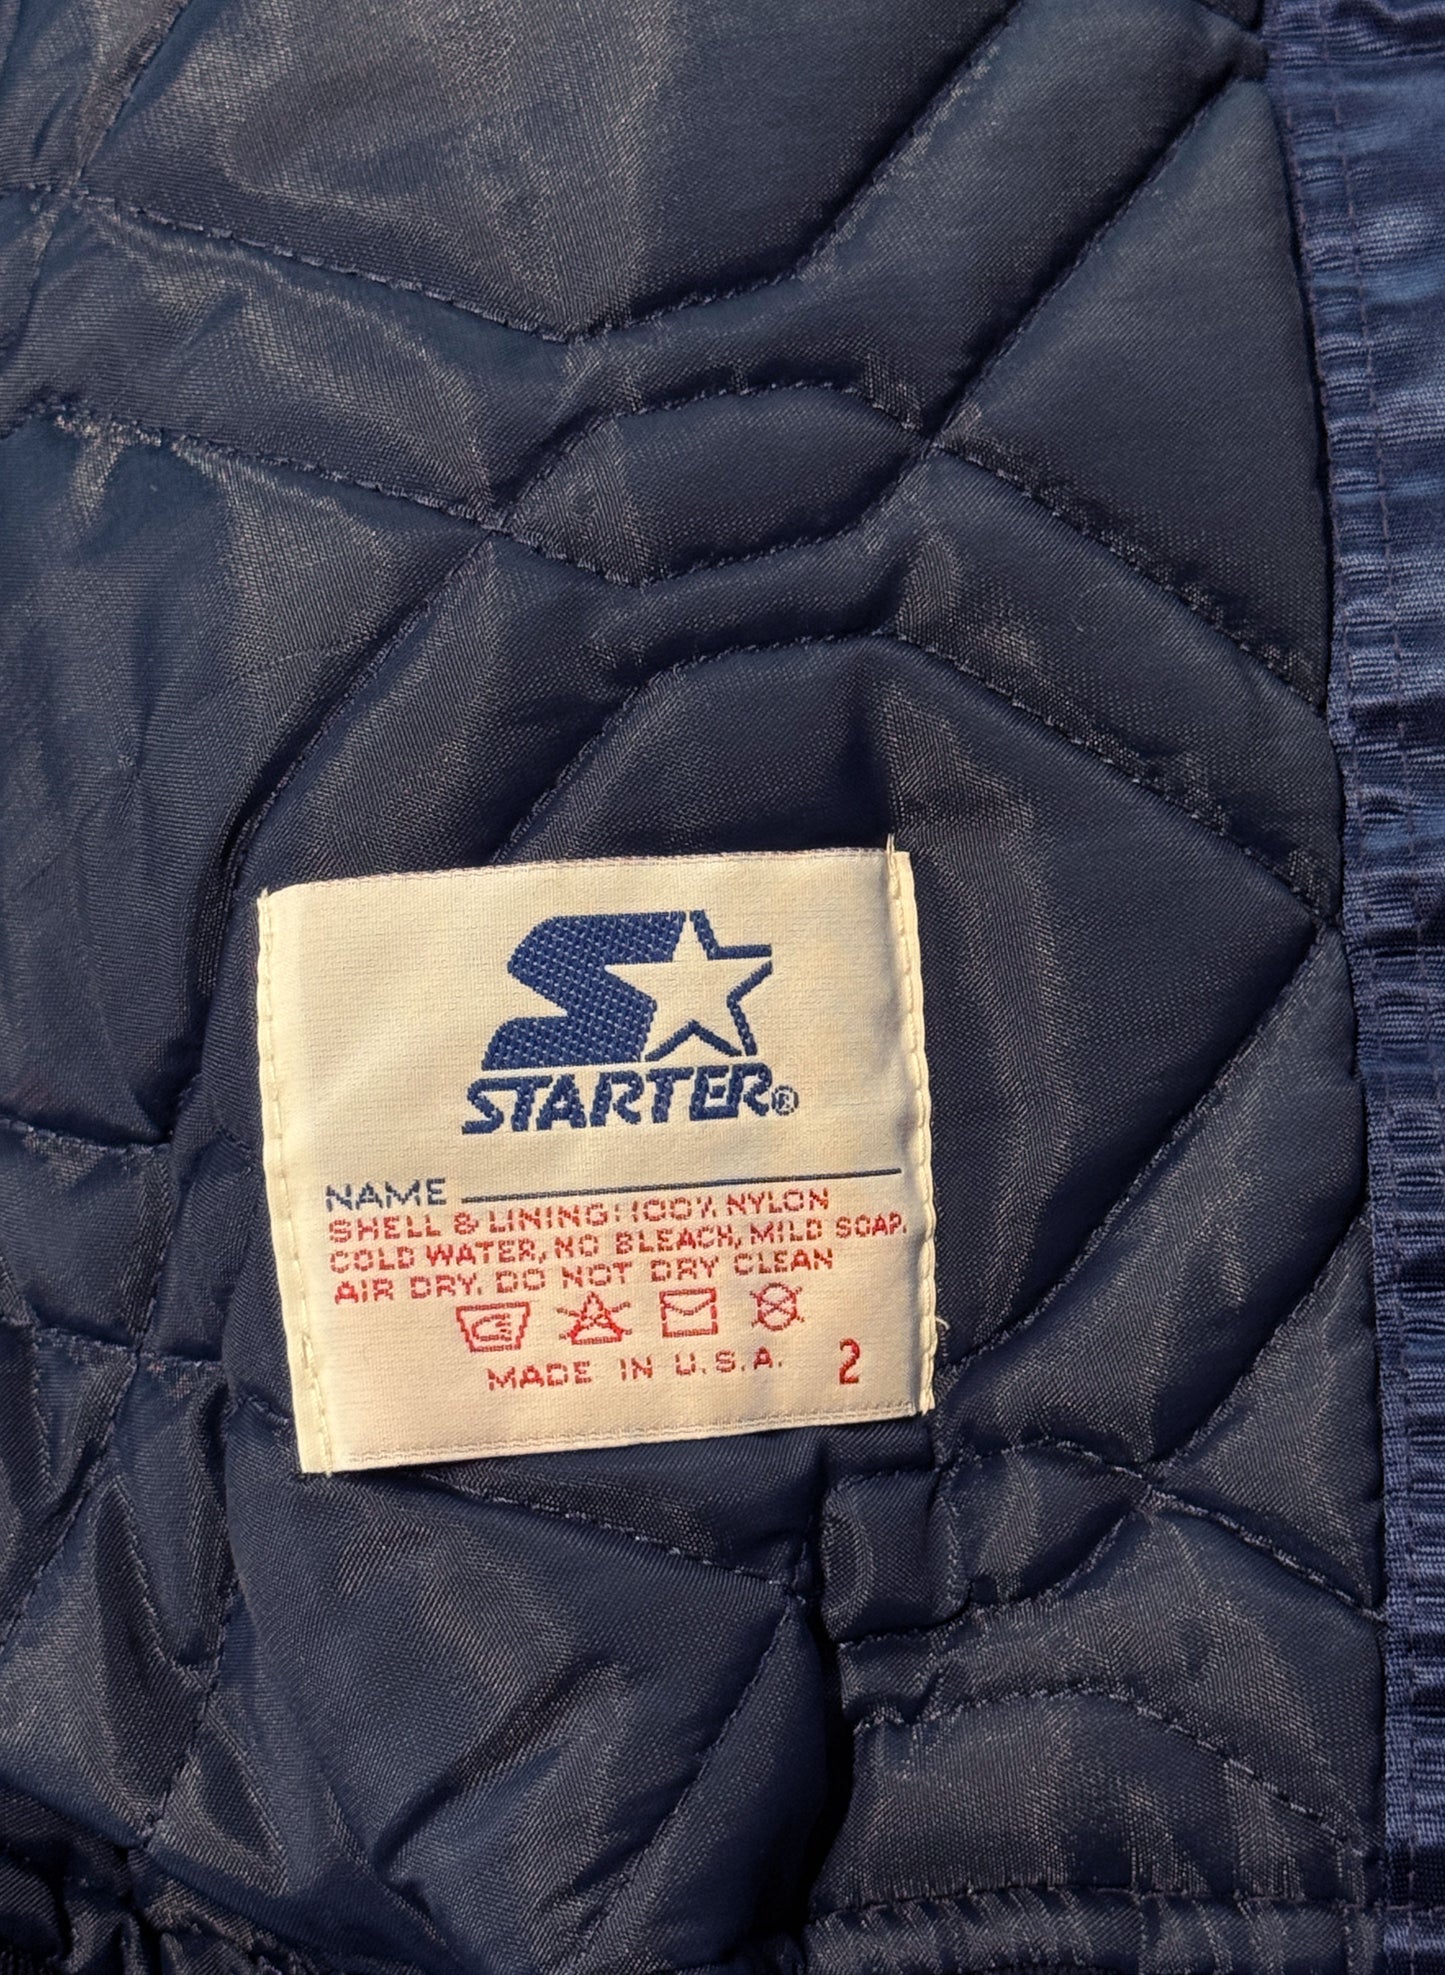 STARTER®
NAME
SHELL & LINING: 100% NYLON
COLD WATER, NO BLEACH, MILD SOAP.
AIR DRY. DO NOT DRY CLEAN
MADE IN U.S.A. 2